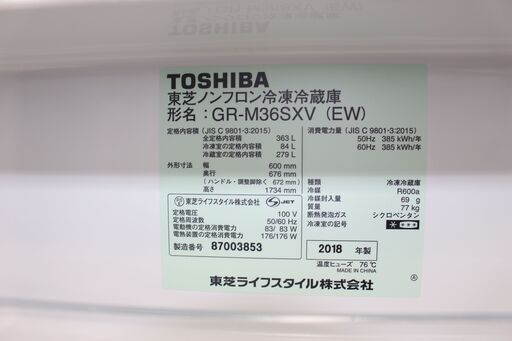 TOSHIBA
東芝ノンフロン冷凍冷蔵庫
形名：GR-M36SXV (EW)
定格内容積 (JIS C 9801-3:2015)
全定格内容積 363 L
冷凍室の定格内容積 84 L
冷蔵室の定格内容積 279 L
外形寸法 幅 600 mm
奥行 676 mm
(ハンドル・調整脚除く 672 mm)
高さ 1734 mm
東芝ライフスタイル株式会社 JET
定格電圧 100 V
定格周波数 50/60 Hz
電動機の定格消費電力 83/ 83 W
電熱装置の定格消費電力 176/176 W
製造番号 87003853
消費電力量 (JIS C 9801-3:2015)
50Hz 385 kWh/年
60Hz 385 kWh/年
種類 冷凍冷蔵庫
冷媒 R600a
冷媒封入量 69 g
質量 77 kg
断熱発泡ガス シクロペンタン
2018 年製
温度ヒューズ 76℃
MADE IN CHINA
東芝ライフスタイル株式会社
A